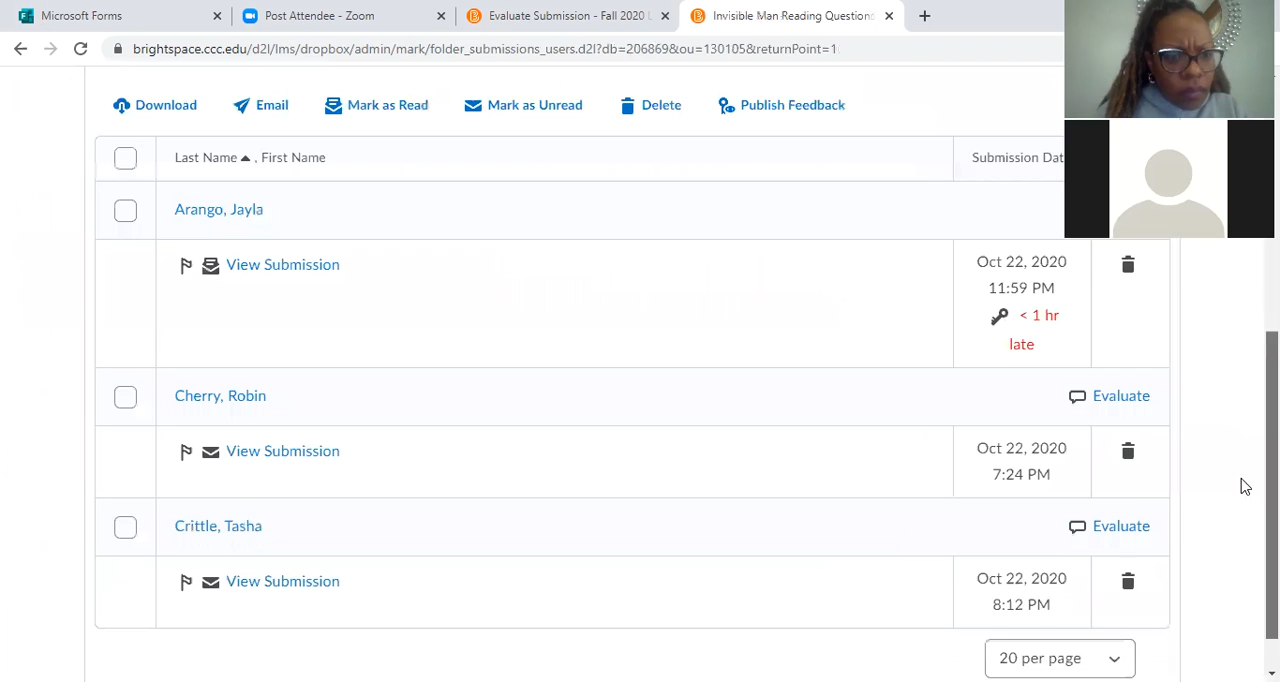 Microsoft Forms
Post Attendee - Zoom
Evaluate Submission - Fall 2020
Invisible Man Reading Question
brightspace.ccc.edu/d2l/lms/dropbox/admin/mark/folder_submissions_users.d2l?db=206869&ou=130105&returnPoint=1
Download Email Mark as Read Mark as Unread Delete Publish Feedback
Last Name , First Name Submission Dat
Arango, Jayla
View Submission Oct 22, 2020
11:59 PM
< 1 hr
late
Cherry, Robin Evaluate
View Submission Oct 22, 2020
7:24 PM
Crittle, Tasha Evaluate
View Submission Oct 22, 2020
8:12 PM
20 per page